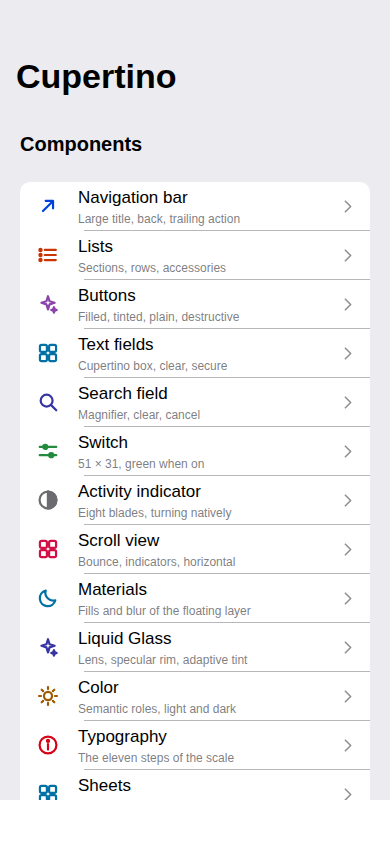 Cupertino
Components
Navigation bar
Large title, back, trailing action
Lists
Sections, rows, accessories
Buttons
Filled, tinted, plain, destructive
Text fields
Cupertino box, clear, secure
Search field
Magnifier, clear, cancel
Switch
51 × 31, green when on
Activity indicator
Eight blades, turning natively
Scroll view
Bounce, indicators, horizontal
Materials
Fills and blur of the floating layer
Liquid Glass
Lens, specular rim, adaptive tint
Color
Semantic roles, light and dark
Typography
The eleven steps of the scale
Sheets